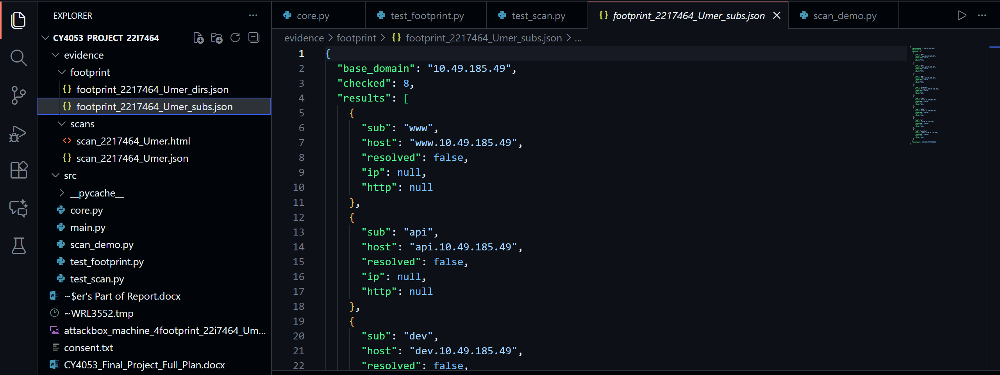 EXPLORER
CY4053_PROJECT_22I7464
evidence
footprint
footprint_2217464_Umer_dirs.json
footprint_2217464_Umer_subs.json
scans
scan_2217464_Umer.html
scan_2217464_Umer.json
src
__pycache__
core.py
main.py
scan_demo.py
test_footprint.py
test_scan.py
~$er's Part of Report.docx
~WRL3552.tmp
attackbox_machine_4footprint_22i7464_Um...
consent.txt
CY4053_Final_Project_Full_Plan.docx
core.py
test_footprint.py
test_scan.py
footprint_2217464_Umer_subs.json
scan_demo.py
evidence > footprint > {} footprint_2217464_Umer_subs.json > ...
1 {
2 "base_domain": "10.49.185.49",
3 "checked": 8,
4 "results": [
5 {
6 "sub": "www",
7 "host": "www.10.49.185.49",
8 "resolved": false,
9 "ip": null,
10 "http": null
11 },
12 {
13 "sub": "api",
14 "host": "api.10.49.185.49",
15 "resolved": false,
16 "ip": null,
17 "http": null
18 },
19 {
20 "sub": "dev",
21 "host": "dev.10.49.185.49",
22 "resolved": false,